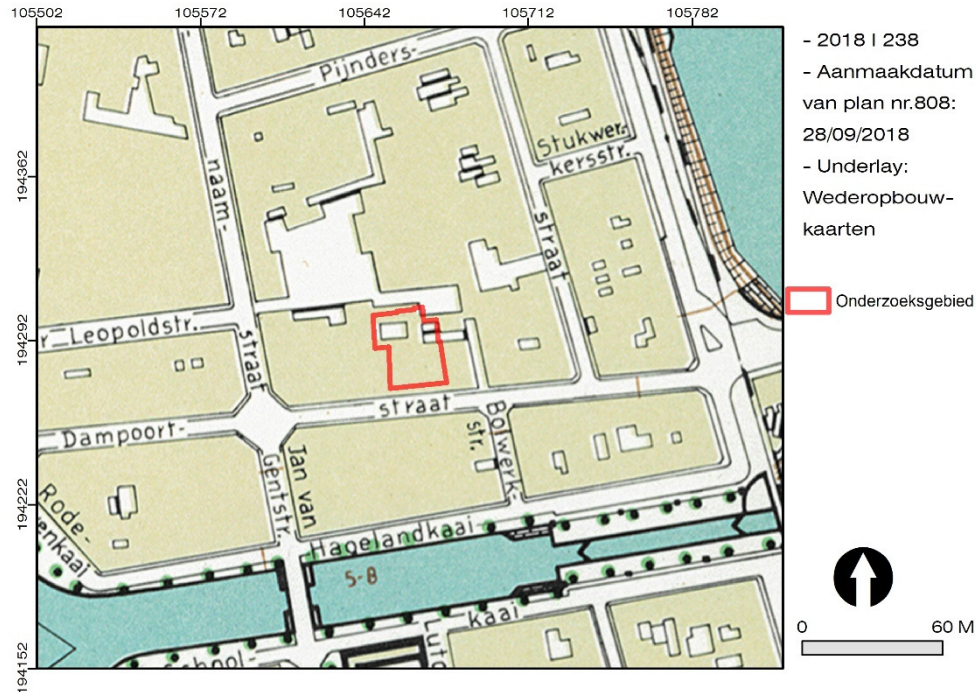 105502
105572
105642
105712
105782
194362
194292
194222
194152
Pijnders-
Stukwer-
kersstr.
naam-
straat
straat
r Leopoldstr.
straat
Dampoort-
str.
Bolwerk-
Jan van
Gentstr.
Rode-
enkaai
Hagelandkaai
5-8
kaai
chool-
- 2018 I 238
- Aanmaakdatum
van plan nr.808:
28/09/2018
- Underlay:
Wederopbouw-
kaarten
Onderzoeksgebied
0 60 M